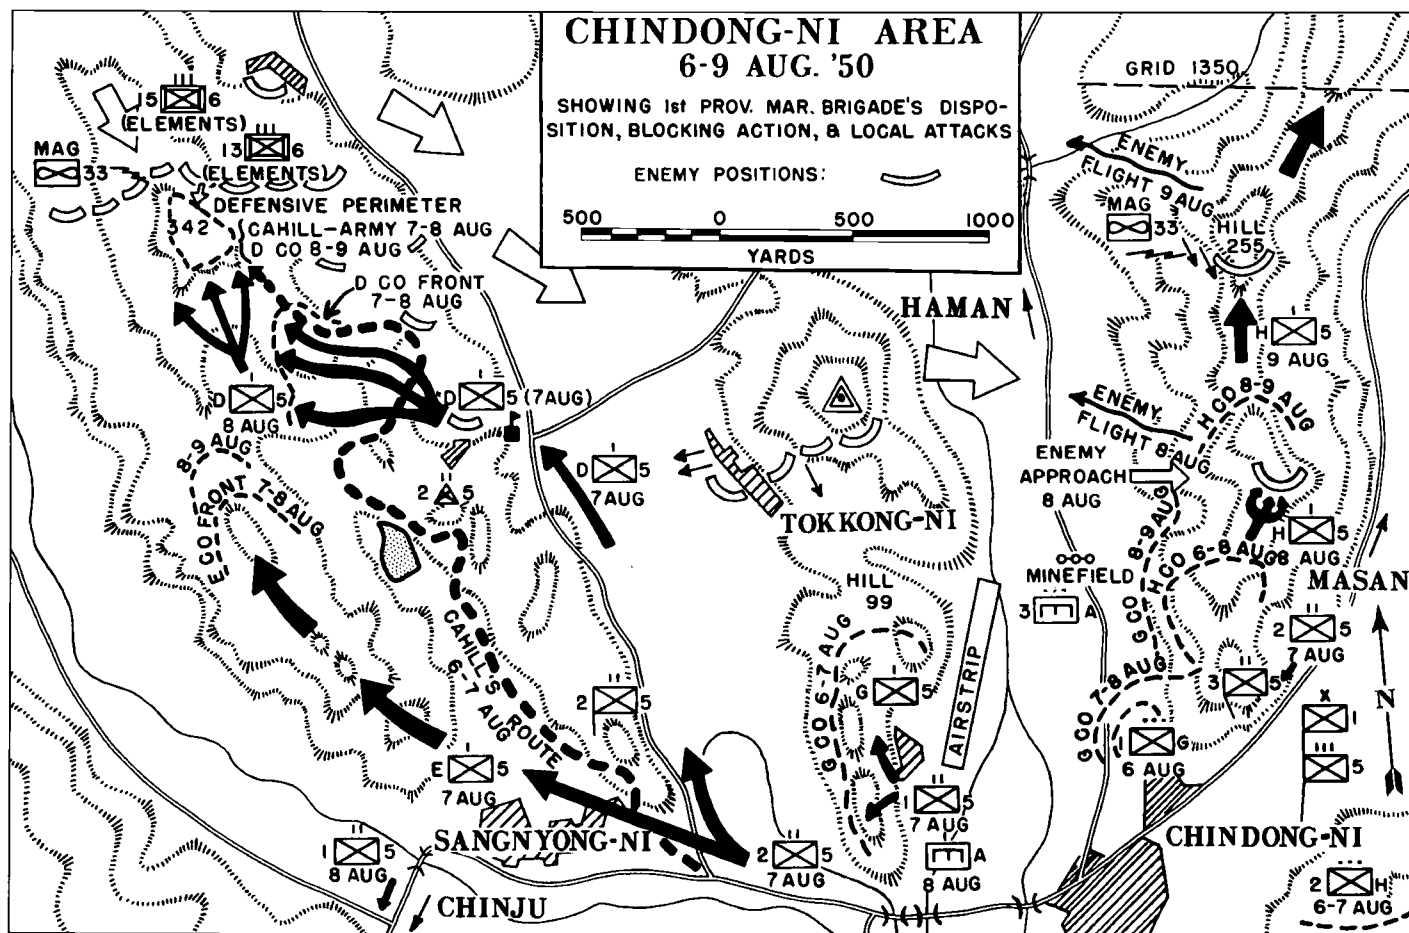 CHINDONG-NI AREA
6-9 AUG. '50
SHOWING 1st PROV. MAR. BRIGADE'S DISPO-
SITION, BLOCKING ACTION, & LOCAL ATTACKS
ENEMY POSITIONS:
500 0 500 1000
YARDS
15 6
(ELEMENTS)
13 6
(ELEMENTS)
MAG
33
342
DEFENSIVE PERIMETER
CAHILL-ARMY 7-8 AUG
D CO 8-9 AUG
D CO FRONT
7-8 AUG
D 5
8 AUG
D 5 (7AUG)
8-9 AUG
E CO FRONT 7-8 AUG
2 5
D 5
7 AUG
CAHILL'S ROUTE
6-7 AUG
2 5
E 5
7 AUG
SANGNYONG-NI
1 5
8 AUG
CHINJU
2 5
7 AUG
TOKKONG-NI
HAMAN
HILL
99
G CO 6-7 AUG
G 5
AIRSTRIP
1 5
7 AUG
A
8 AUG
GRID 1350
ENEMY
FLIGHT 9 AUG
MAG
33
HILL
255
H 5
9 AUG
H CO 8-9 AUG
ENEMY
FLIGHT 8 AUG
ENEMY
APPROACH
8 AUG
H 5
8 AUG
G CO 8-9 AUG
H CO 6-8 AUG
MINEFIELD
3 A
MASAN
2 5
7 AUG
3 5
G CO 7-8 AUG
G
6 AUG
X
1
5
N
CHINDONG-NI
2 H
6-7 AUG